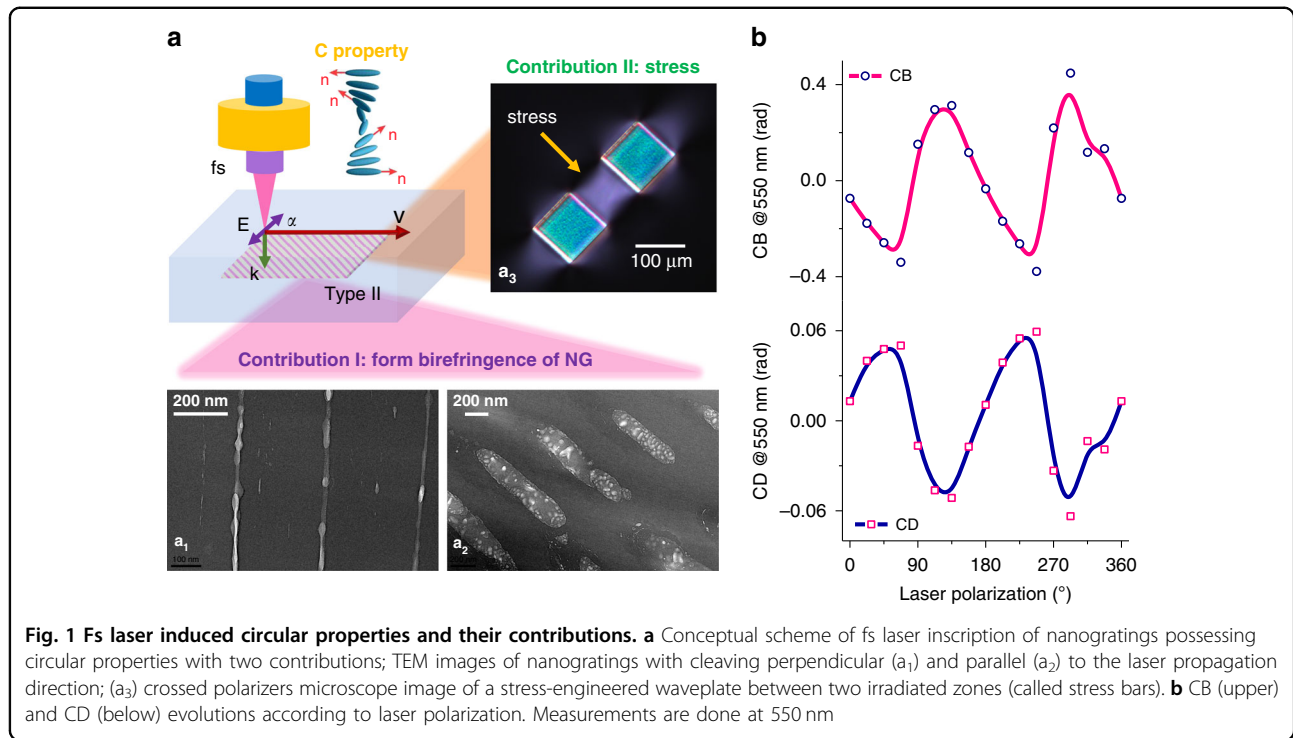 a
C property
n
n
n
n
fs
E
α
V
k
Type II
Contribution II: stress
stress
100 μm
a3
Contribution I: form birefringence of NG
200 nm
a1
100 nm
200 nm
a2
b
CB
0.4
0.0
−0.4
CB @550 nm (rad)
0.06
0.00
−0.06
CD @550 nm (rad)
CD
0 90 180 270 360
Laser polarization (°)
Fig. 1 Fs laser induced circular properties and their contributions. a Conceptual scheme of fs laser inscription of nanogratings possessing
circular properties with two contributions; TEM images of nanogratings with cleaving perpendicular (a1) and parallel (a2) to the laser propagation
direction; (a3) crossed polarizers microscope image of a stress-engineered waveplate between two irradiated zones (called stress bars). b CB (upper)
and CD (below) evolutions according to laser polarization. Measurements are done at 550 nm